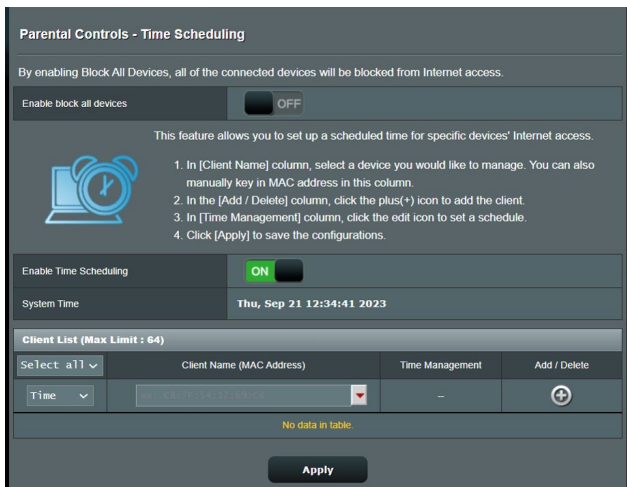 Parental Controls - Time Scheduling
By enabling Block All Devices, all of the connected devices will be blocked from Internet access.
Enable block all devices
OFF
This feature allows you to set up a scheduled time for specific devices' Internet access.
1. In [Client Name] column, select a device you would like to manage. You can also
manually key in MAC address in this
column.
2. In the [Add / Delete] column, click the plus(+) icon to add the client.
3. In [Time Management] column, click the edit icon to set a schedule.
4. Click [Apply] to save the configurations.
Enable Time Scheduling
ON
System Time
Thu, Sep 21 12:34:41 2023
Client List (Max Limit : 64)
Select all
Client Name (MAC Address)
Time Management
Add / Delete
Time
--
No data in table.
Apply